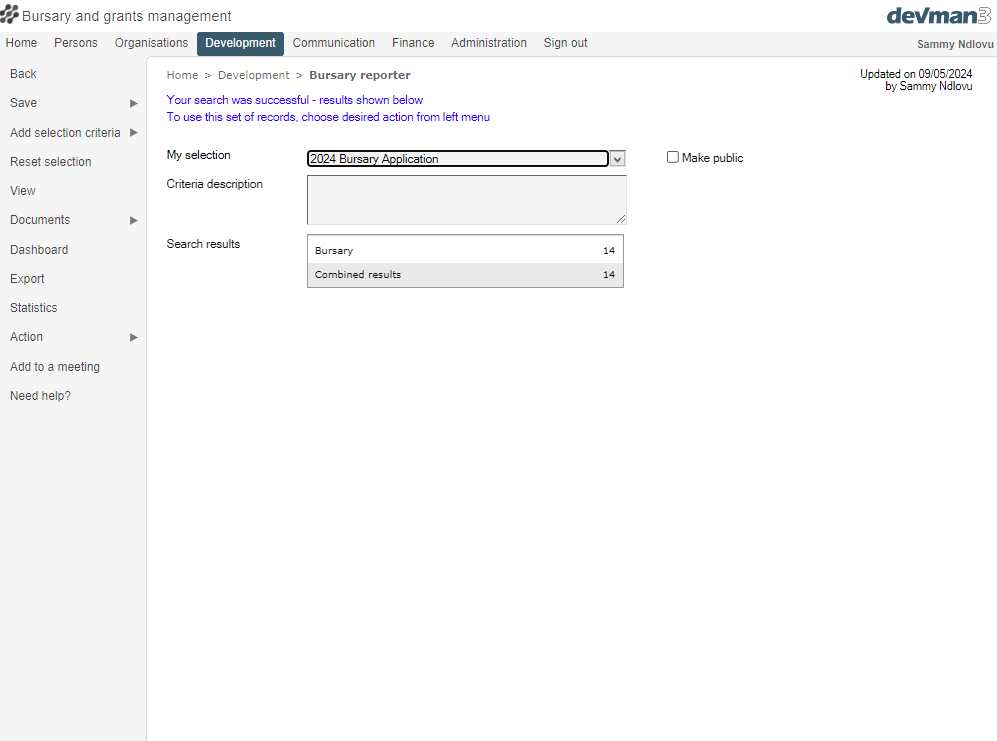 Bursary and grants management
devman3
Home Persons Organisations Development Communication Finance Administration Sign out
Sammy Ndlovu
Back
Save
Add selection criteria
Reset selection
View
Documents
Dashboard
Export
Statistics
Action
Add to a meeting
Need help?
Home > Development > Bursary reporter
Updated on 09/05/2024
by Sammy Ndlovu
Your search was successful - results shown below
To use this set of records, choose desired action from left menu
My selection 2024 Bursary Application Make public
Criteria description
Search results
Bursary 14
Combined results 14